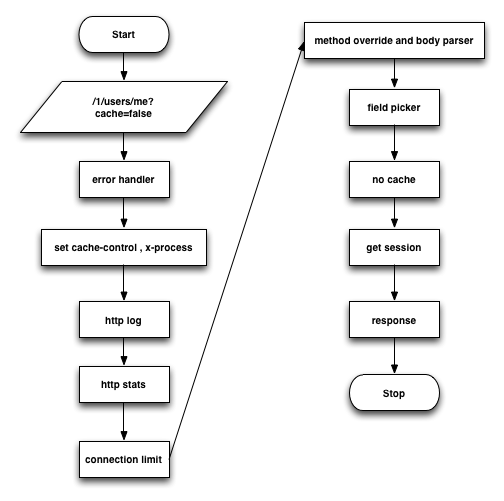 Start
/1/users/me?
cache=false
error handler
set cache-control , x-process
http log
http stats
connection limit
method override and body parser
field picker
no cache
get session
response
Stop